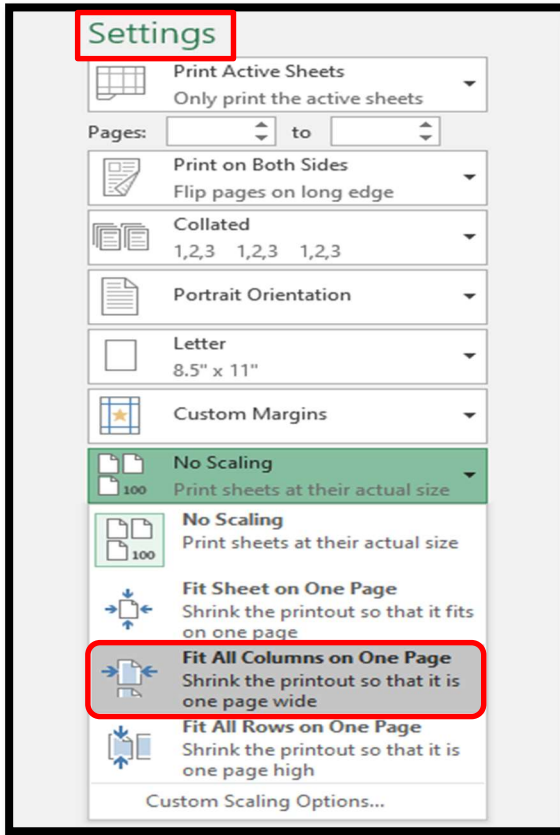 Settings
Print Active Sheets
Only print the active sheets
Pages: to
Print on Both Sides
Flip pages on long edge
Collated
1,2,3 1,2,3 1,2,3
Portrait Orientation
Letter
8.5" x 11"
Custom Margins
No Scaling
100 Print sheets at their actual size
No Scaling
Print sheets at their actual size
100
Fit Sheet on One Page
Shrink the printout so that it fits
on one page
Fit All Columns on One Page
Shrink the printout so that it is
one page wide
Fit All Rows on One Page
Shrink the printout so that it is
one page high
Custom Scaling Options...